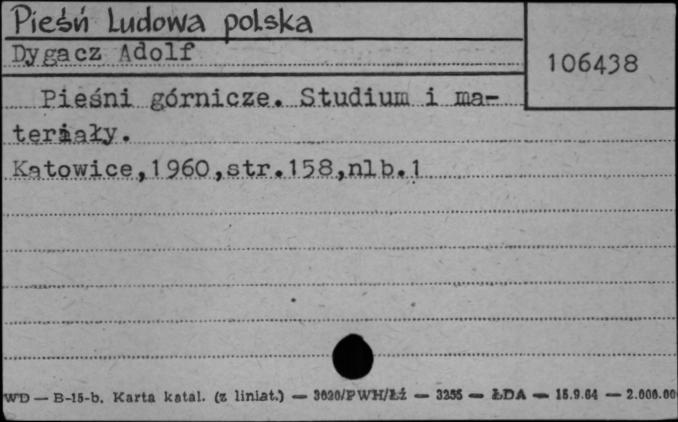 Pieśń Ludowa polska
Dygacz Adolf
106438
Pieśni górnicze. Studium i ma-
teriały.
Katowice,1960,str.158,nlb.1
WD — B-15-b. Karta katal. (z liniat.) — 3620/PWH/Łź — 3255 — ŁDA — 15.9.64 — 2.000.00